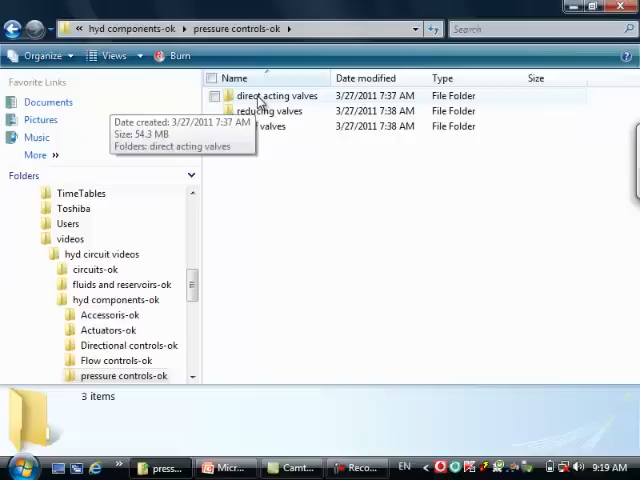 « hyd components-ok ▸ pressure controls-ok ▸
Search
Organize Views Burn
Favorite Links
Documents
Pictures
Music
More »
Folders
TimeTables
Toshiba
Users
videos
hyd circuit videos
circuits-ok
fluids and reservoirs-ok
hyd components-ok
Accessoris-ok
Actuators-ok
Directional controls-ok
Flow controls-ok
pressure controls-ok
Name Date modified Type Size
direct acting valves 3/27/2011 7:37 AM File Folder
reducing valves 3/27/2011 7:38 AM File Folder
valves 3/27/2011 7:38 AM File Folder
Date created: 3/27/2011 7:37 AM
Size: 54.3 MB
Folders: direct acting valves
3 items
press... Micr... Camt... Reco... EN 9:19 AM